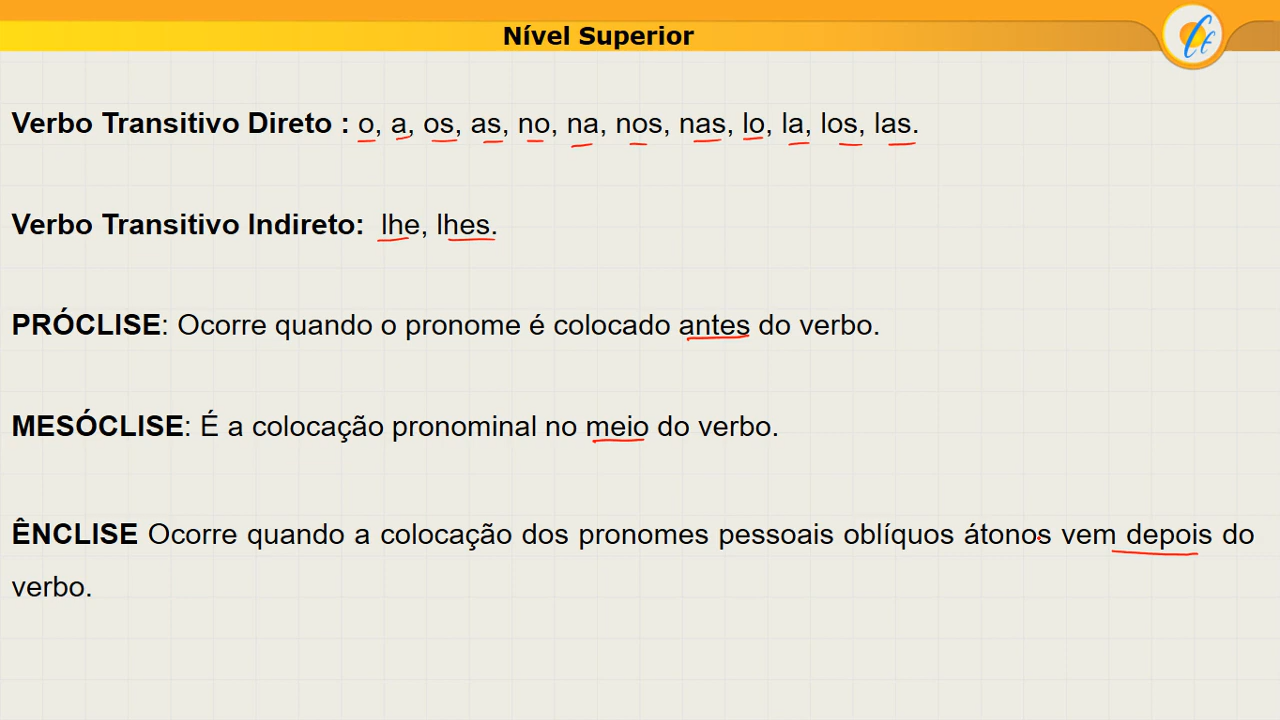 Nível Superior
Verbo Transitivo Direto : o, a, os, as, no, na, nos, nas, lo, la, los, las.
Verbo Transitivo Indireto: lhe, lhes.
PRÓCLISE: Ocorre quando o pronome é colocado antes do verbo.
MESÓCLISE: É a colocação pronominal no meio do verbo.
ÊNCLISE Ocorre quando a colocação dos pronomes pessoais oblíquos átonos vem depois do
verbo.